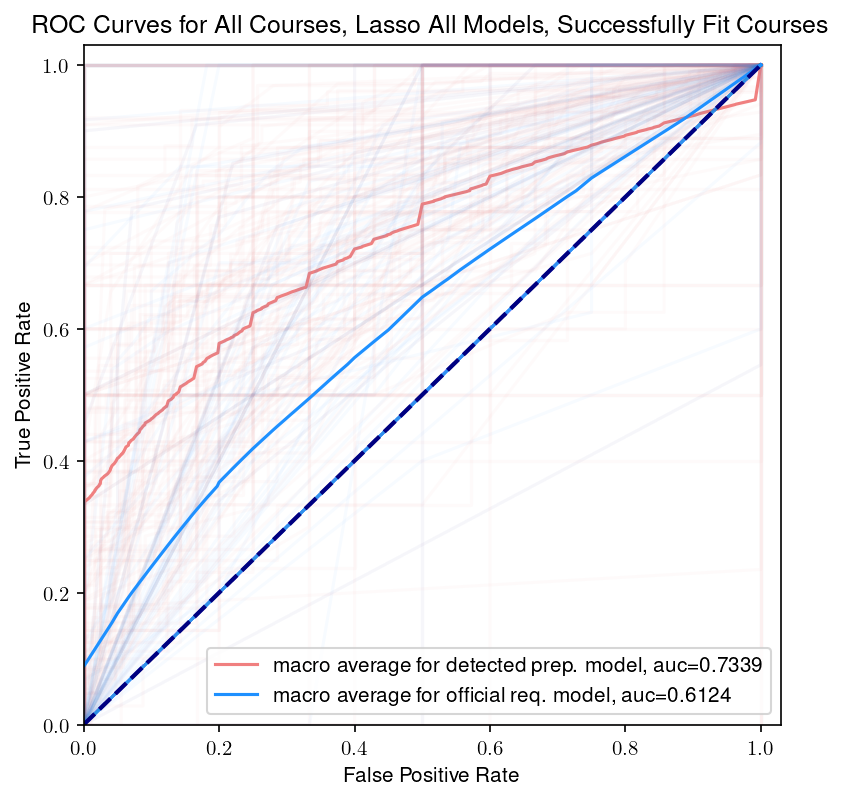 ROC Curves for All Courses, Lasso All Models, Successfully Fit Courses
True Positive Rate
1.0
0.8
0.6
0.4
0.2
0.0
macro average for detected prep. model, auc=0.7339
macro average for official req. model, auc=0.6124
0.0 0.2 0.4 0.6 0.8 1.0
False Positive Rate